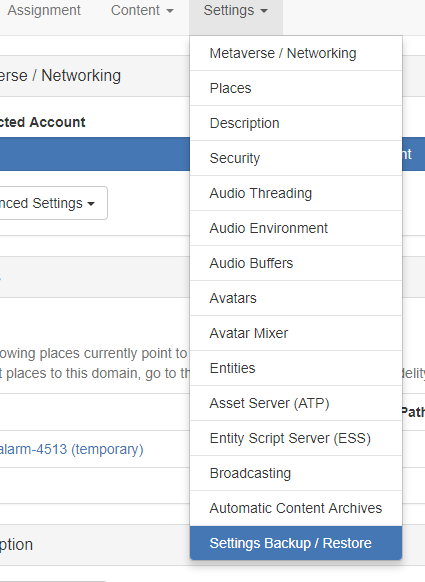 Assignment Content Settings
erse / Networking
Metaverse / Networking
Places
cted Account
Description
nt
Security
nced Settings
Audio Threading
Audio Environment
Audio Buffers
Avatars
Avatar Mixer
owing places currently point to
Entities
t places to this domain, go to th
delity
Asset Server (ATP)
Path
Entity Script Server (ESS)
alarm-4513 (temporary)
Broadcasting
Automatic Content Archives
Settings Backup / Restore
ption